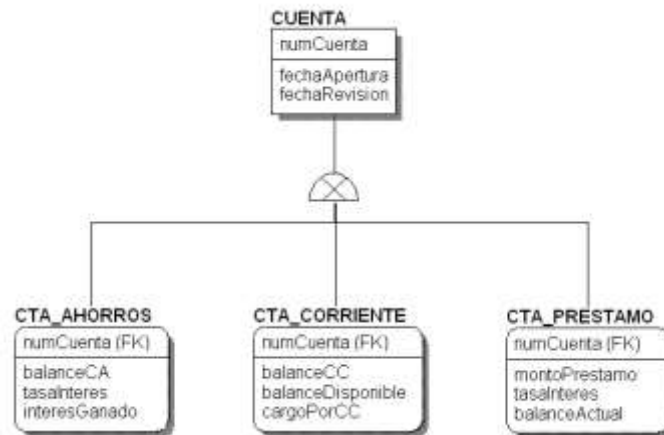 CUENTA
numCuenta
fechaApertura
fechaRevision
CTA_AHORROS
numCuenta (FK)
balanceCA
tasaInteres
interesGanado
CTA_CORRIENTE
numCuenta (FK)
balanceCC
balanceDisponible
cargoPorCC
CTA_PRESTAMO
numCuenta (FK)
montoPrestamo
tasaInteres
balanceActual